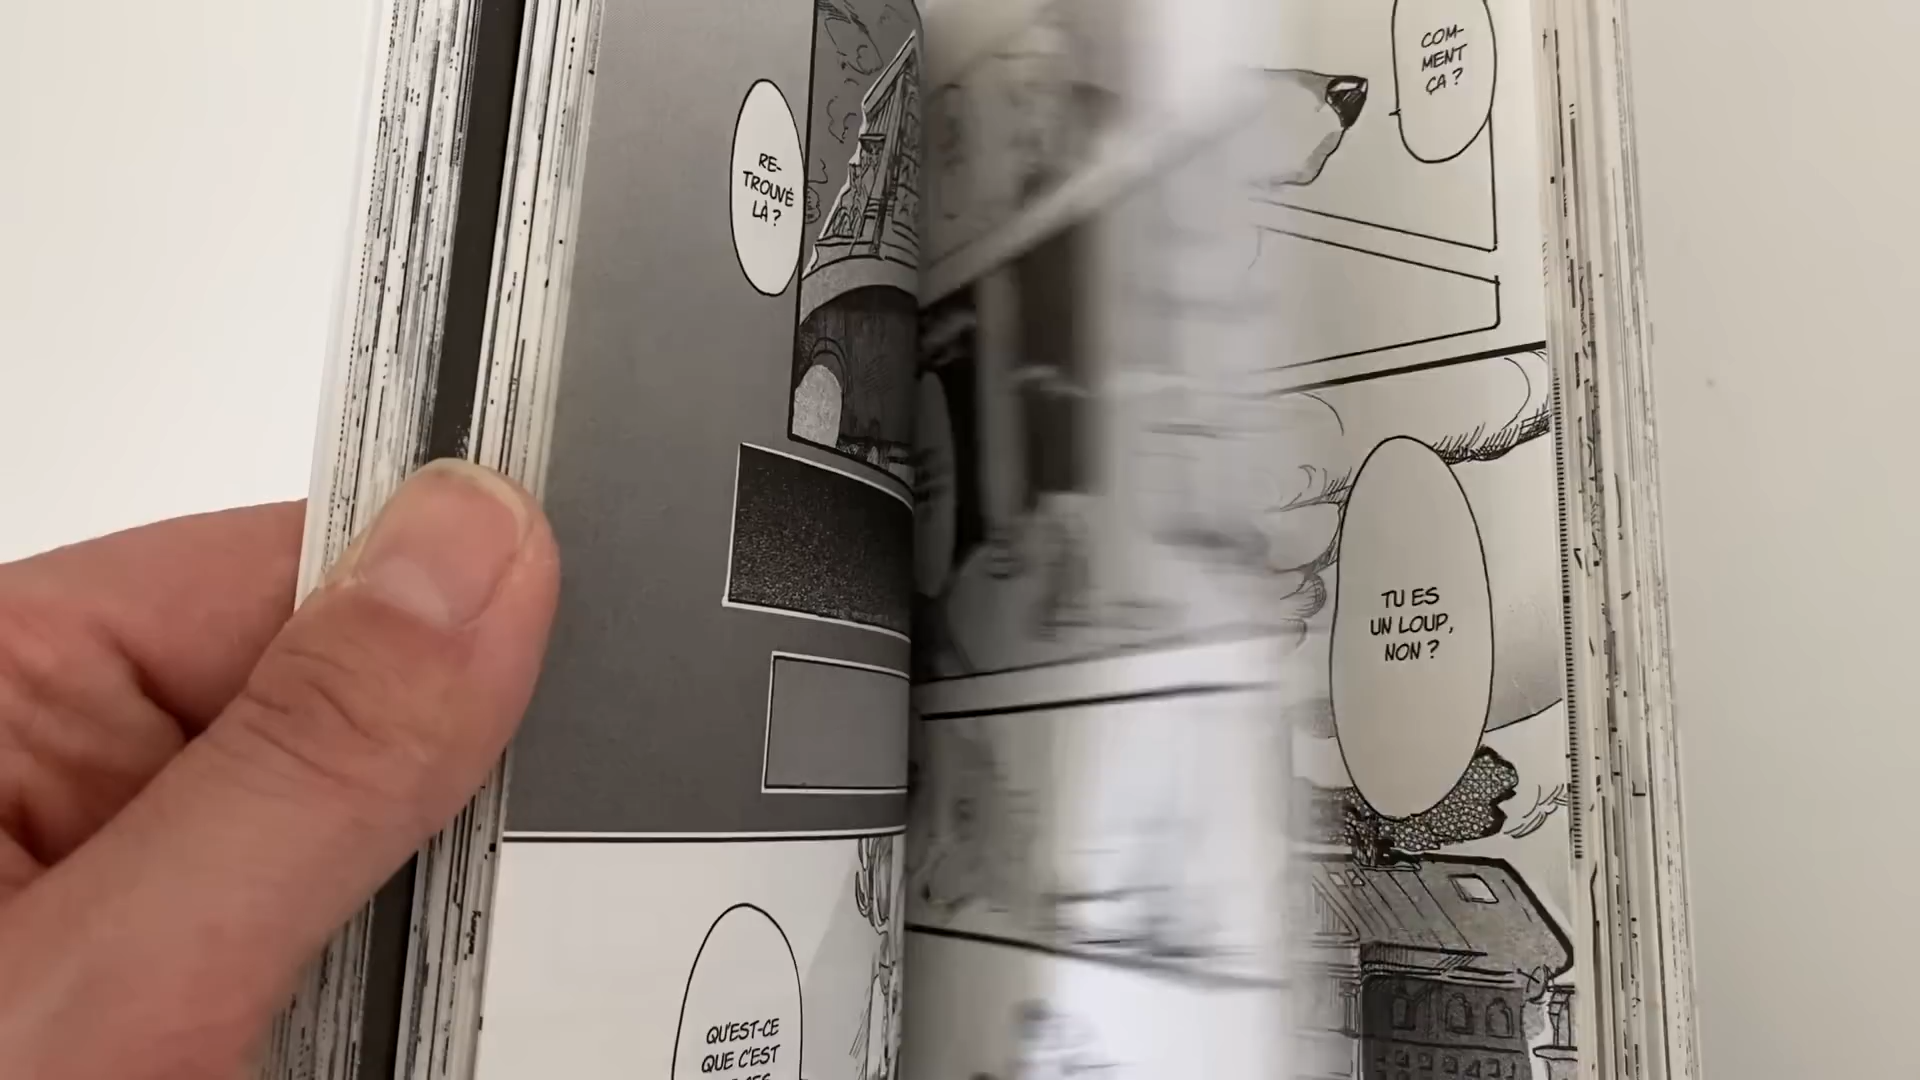 RE-
TROUVÉ
LÀ ?
QU'EST-CE
QUE C'EST
COM-
MENT
ÇA ?
TU ES
UN LOUP,
NON ?